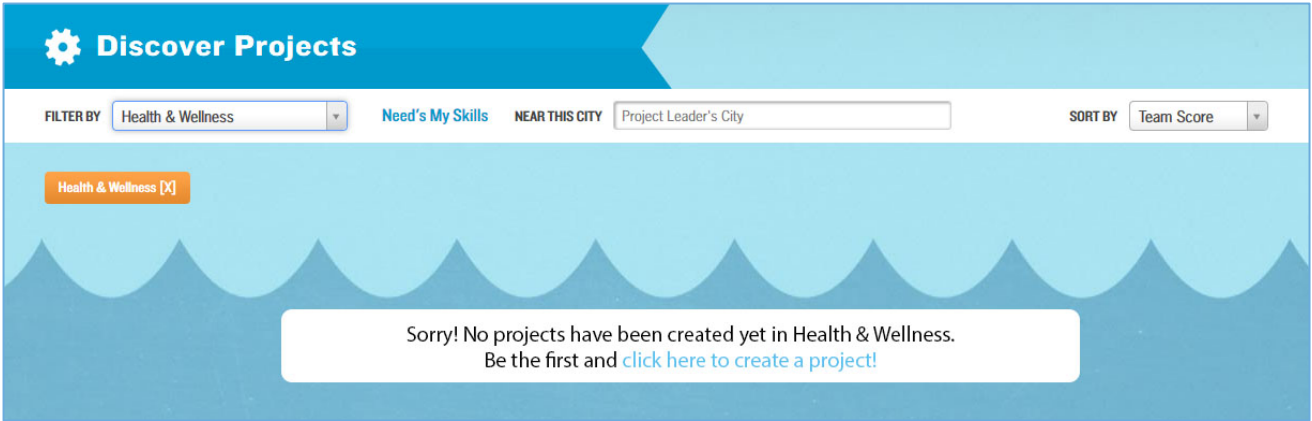 Discover Projects
FILTER BY Health & Wellness Need's My Skills NEAR THIS CITY Project Leader's City SORT BY Team Score
Health & Wellness [X]
Sorry! No projects have been created yet in Health & Wellness.
Be the first and click here to create a project!